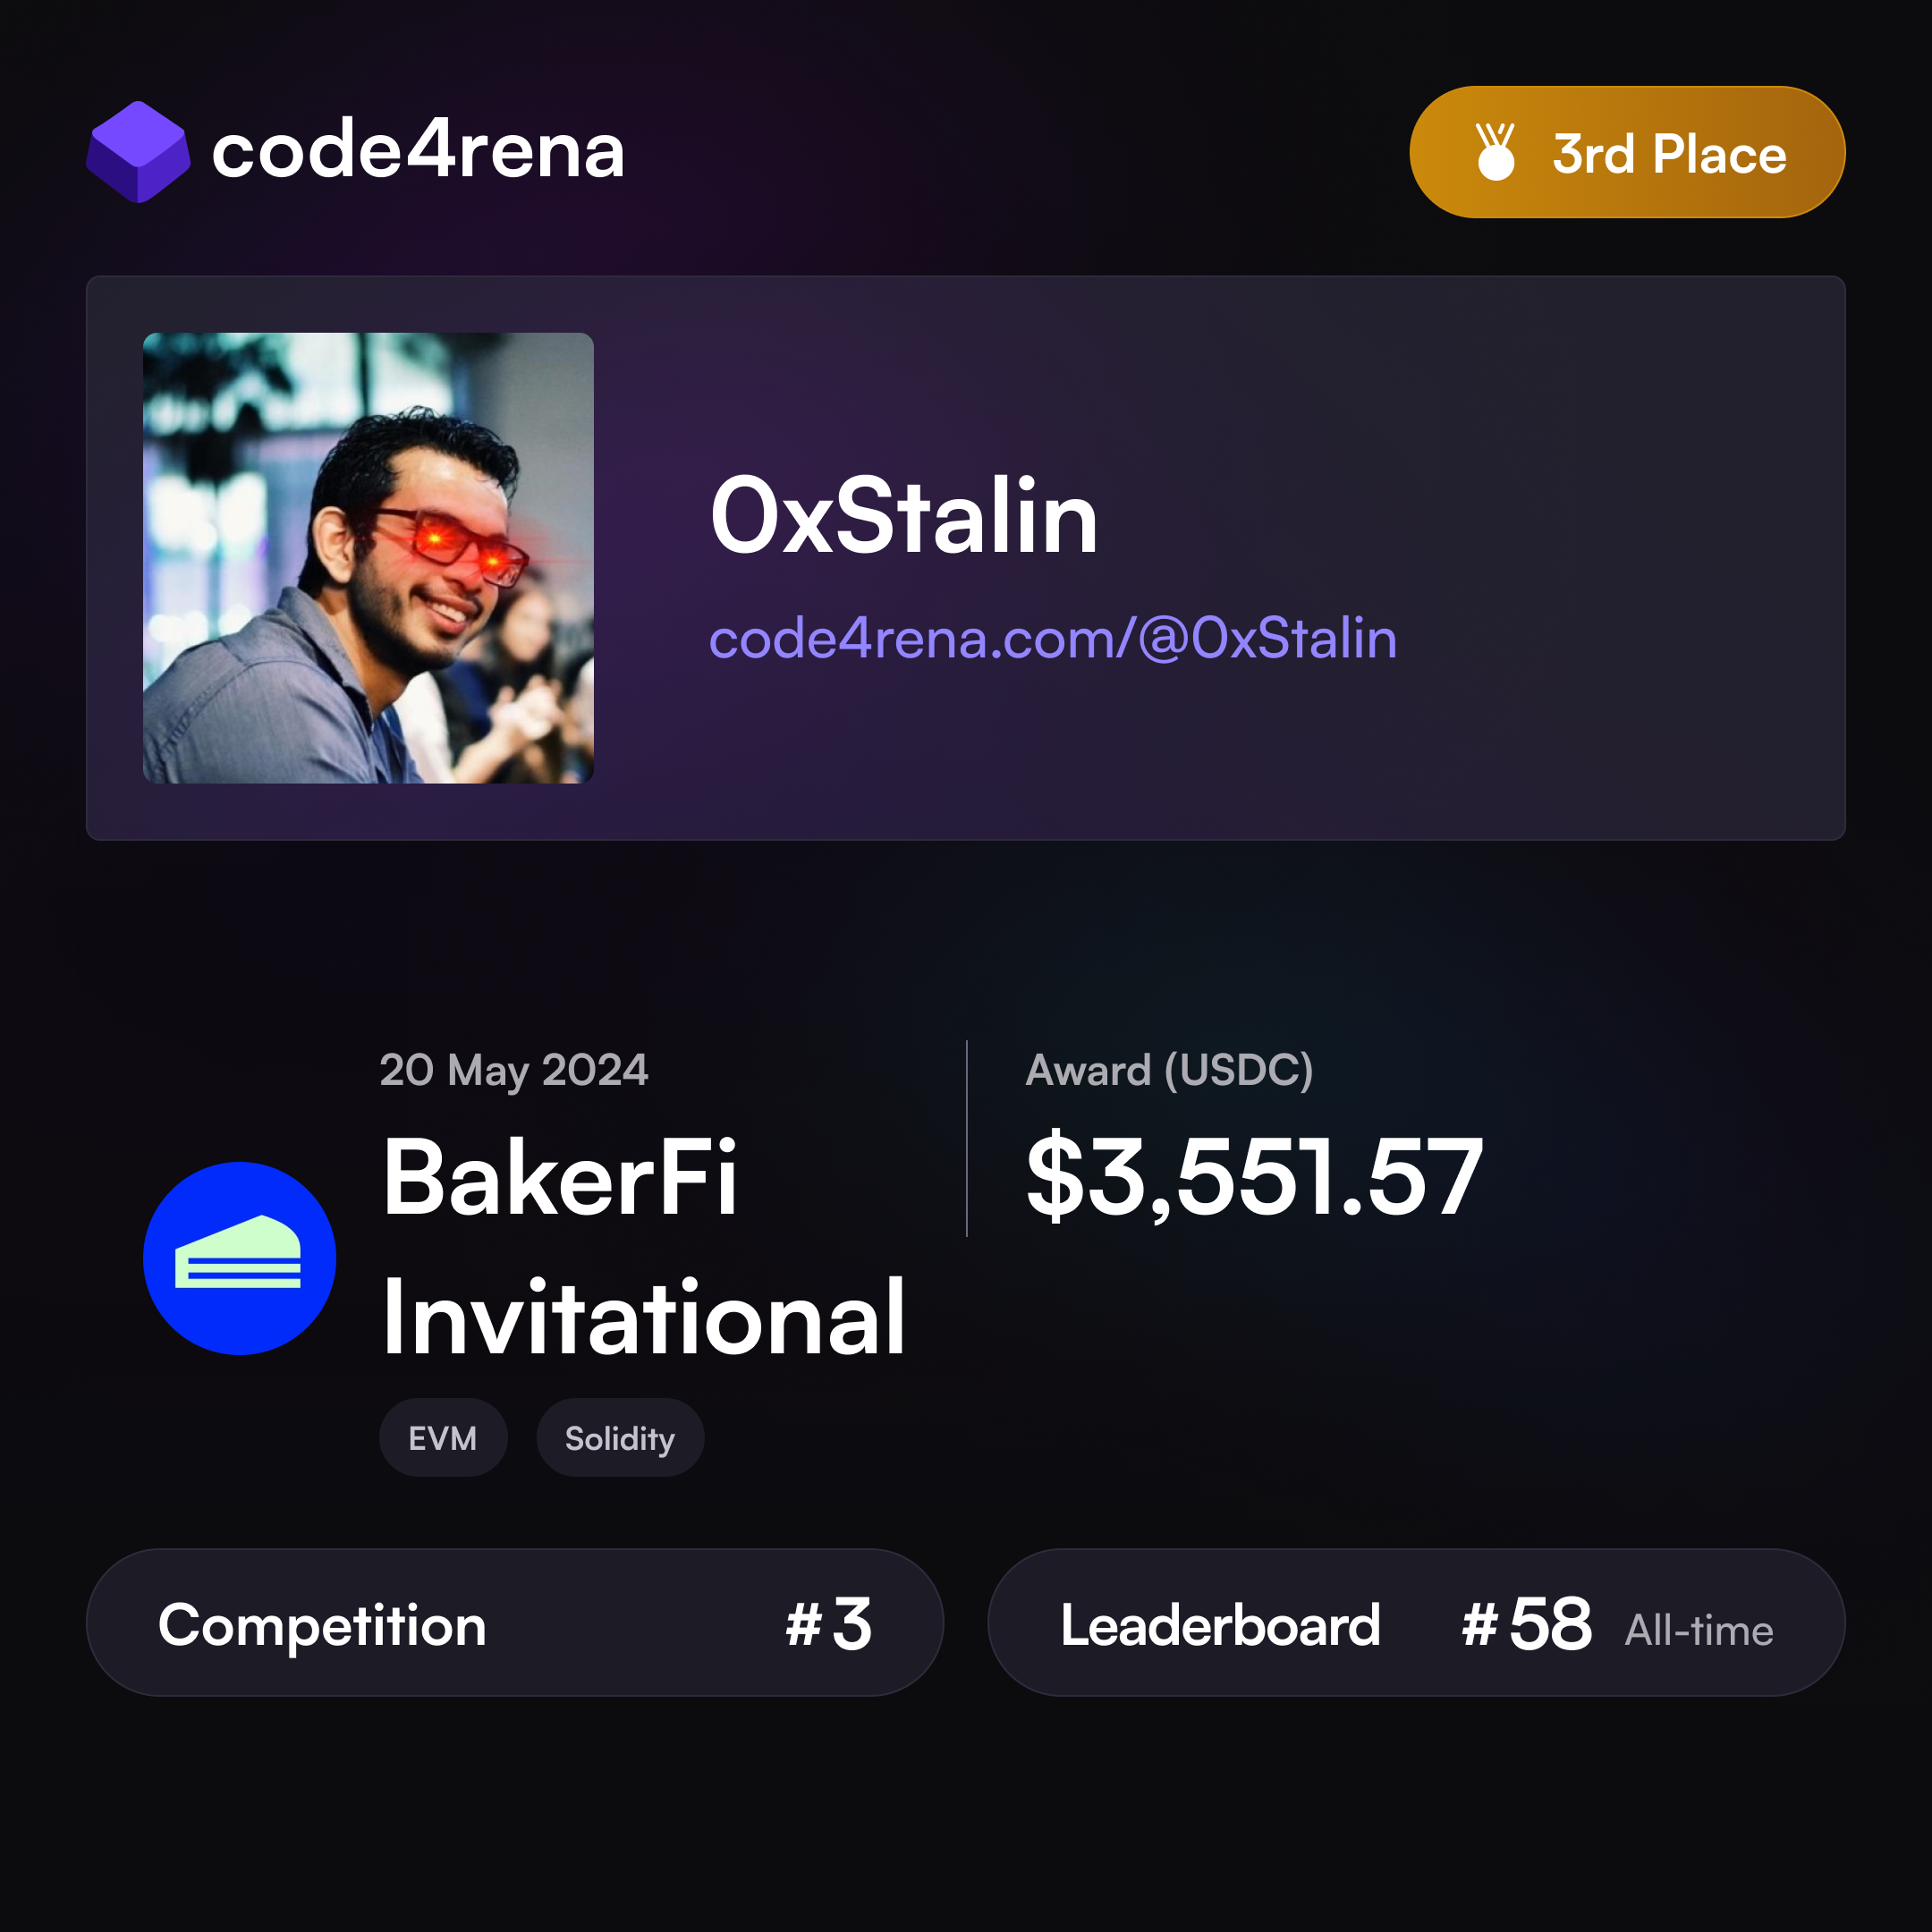 code4rena
3rd Place
0xStalin
code4rena.com/@0xStalin
20 May 2024
BakerFi
Invitational
EVM Solidity
Award (USDC)
$3,551.57
Competition #3
Leaderboard #58 All-time